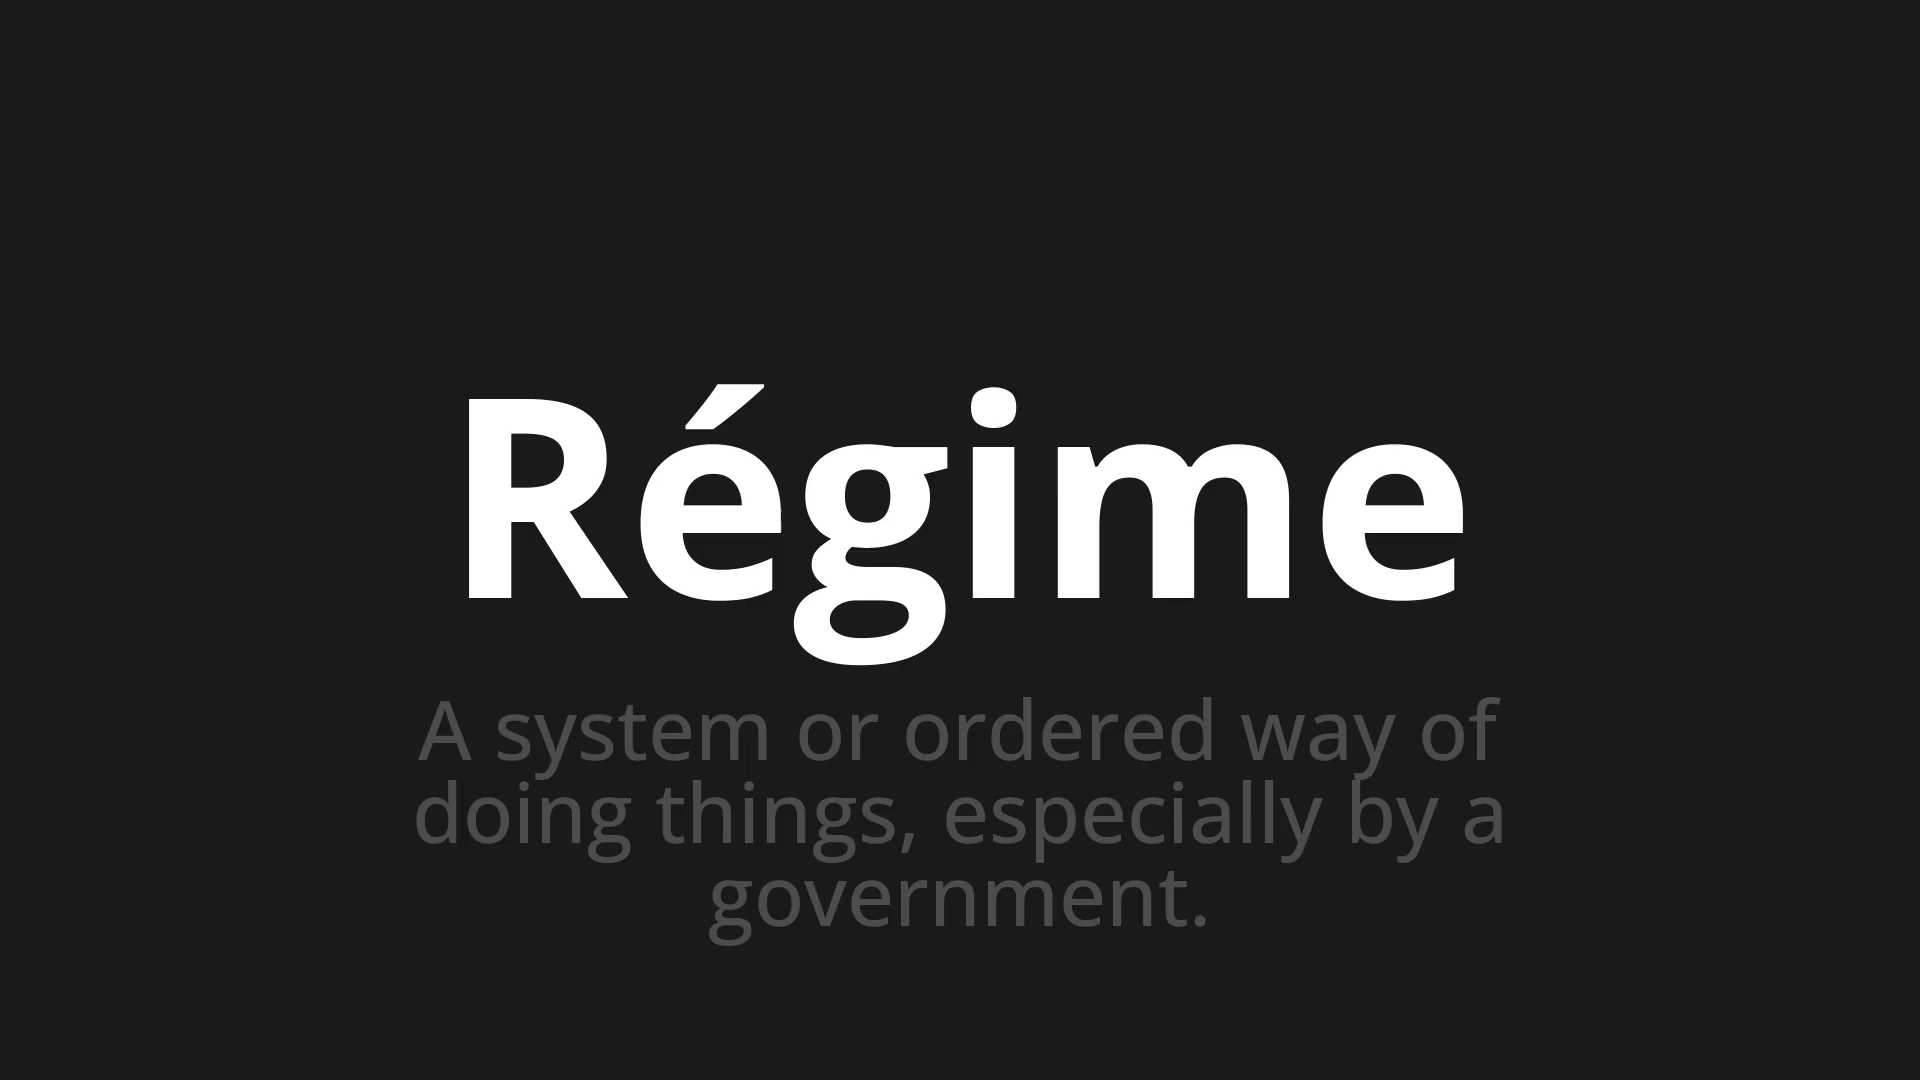 Régime
A system or ordered way of
doing things, especially by a
government.